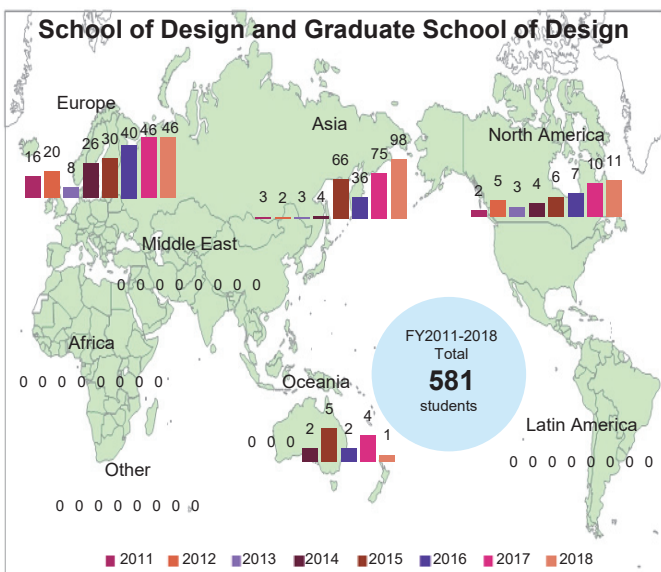 School of Design and Graduate School of Design
Europe
16 20 8 26 30 40 46 46
Asia
3 2 3 4 66 36 75 98
North America
2 5 3 4 6 7 10 11
Middle East
0 0 0 0 0 0 0 0
Africa
0 0 0 0 0 0 0 0
FY2011-2018
Total
581
students
Oceania
0 0 0 2 5 2 4 1
Latin America
0 0 0 0 0 0 0 0
Other
0 0 0 0 0 0 0 0
2011 2012 2013 2014 2015 2016 2017 2018